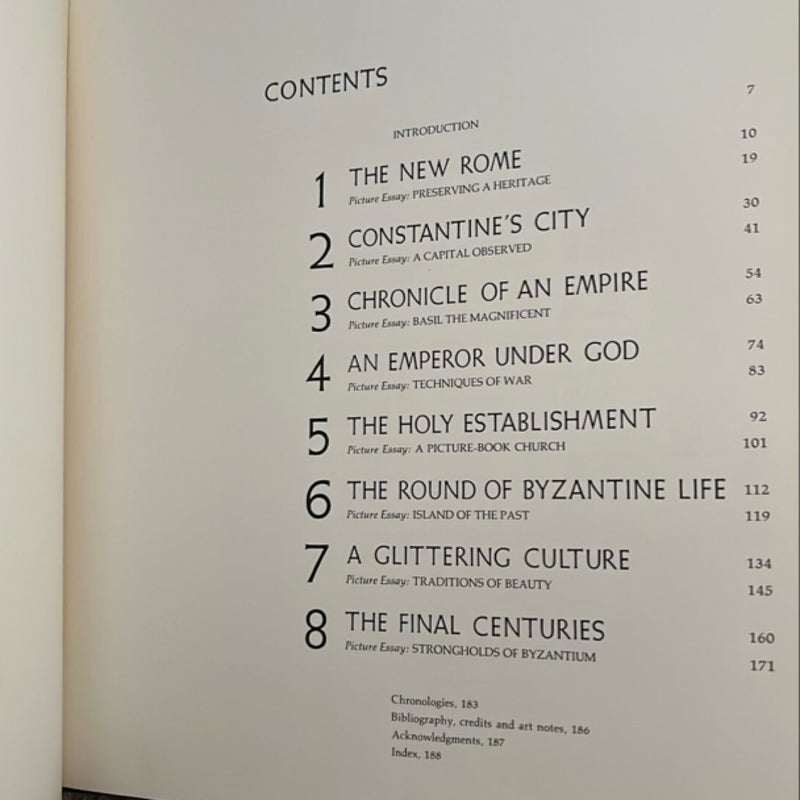 CONTENTS
INTRODUCTION 7
1 THE NEW ROME 10
Picture Essay: PRESERVING A HERITAGE 19
2 CONSTANTINE'S CITY 30
Picture Essay: A CAPITAL OBSERVED 41
3 CHRONICLE OF AN EMPIRE 54
Picture Essay: BASIL THE MAGNIFICENT 63
4 AN EMPEROR UNDER GOD 74
Picture Essay: TECHNIQUES OF WAR 83
5 THE HOLY ESTABLISHMENT 92
Picture Essay: A PICTURE-BOOK CHURCH 101
6 THE ROUND OF BYZANTINE LIFE 112
Picture Essay: ISLAND OF THE PAST 119
7 A GLITTERING CULTURE 134
Picture Essay: TRADITIONS OF BEAUTY 145
8 THE FINAL CENTURIES 160
Picture Essay: STRONGHOLDS OF BYZANTIUM 171
Chronologies, 183
Bibliography, credits and art notes, 186
Acknowledgments, 187
Index, 188